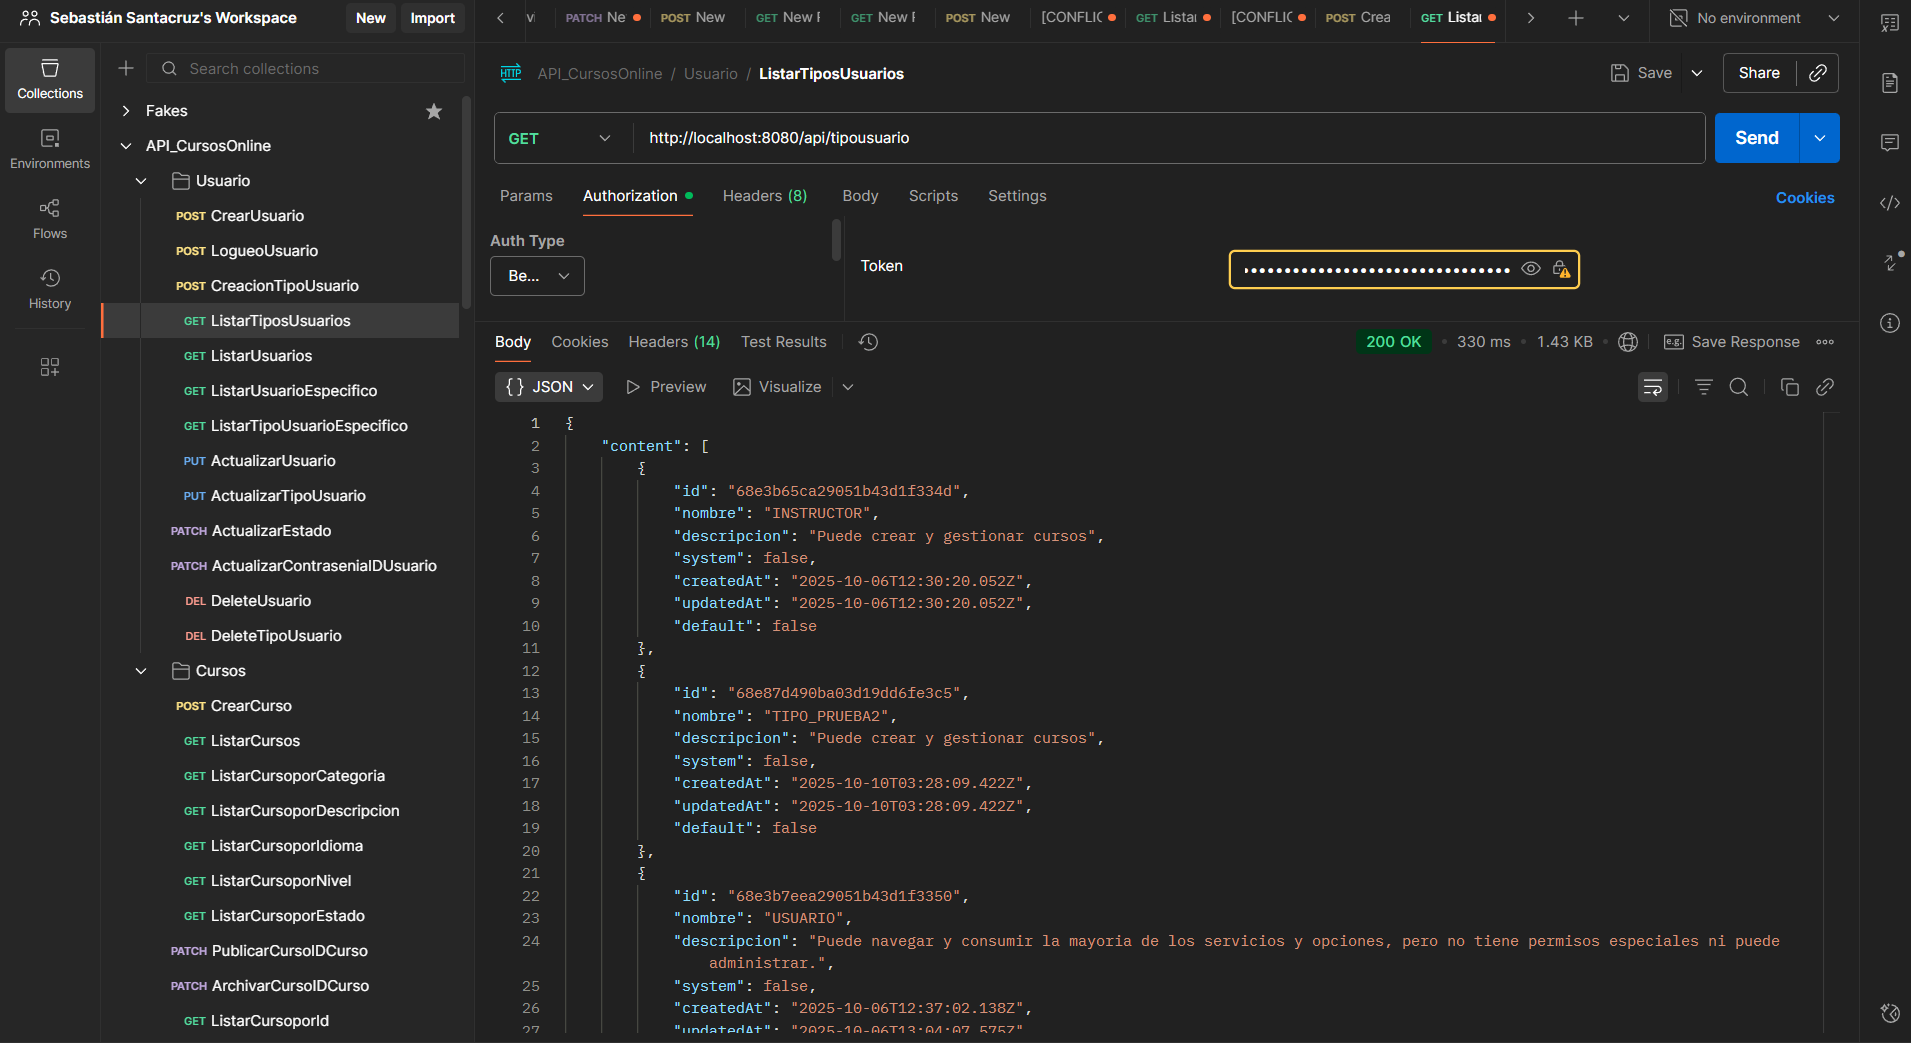 Sebastián Santacruz's Workspace
New
Import
PATCH Ne
POST New
GET New F
GET New F
POST New
[CONFLIC
GET Listar
[CONFLIC
POST Crea
GET Listar
No environment
Collections
Environments
Flows
History
Search collections
Fakes
API_CursosOnline
Usuario
POST CrearUsuario
POST LogueoUsuario
POST CreacionTipoUsuario
GET ListarTiposUsuarios
GET ListarUsuarios
GET ListarUsuarioEspecifico
GET ListarTipoUsuarioEspecifico
PUT ActualizarUsuario
PUT ActualizarTipoUsuario
PATCH ActualizarEstado
PATCH ActualizarContraseniaIDUsuario
DEL DeleteUsuario
DEL DeleteTipoUsuario
Cursos
POST CrearCurso
GET ListarCursos
GET ListarCursoporCategoria
GET ListarCursoporDescripcion
GET ListarCursoporIdioma
GET ListarCursoporNivel
GET ListarCursoporEstado
PATCH PublicarCursoIDCurso
PATCH ArchivarCursoIDCurso
GET ListarCursoporId
HTTP API_CursosOnline / Usuario / ListarTiposUsuarios
Save
Share
GET http://localhost:8080/api/tipousuario
Send
Params Authorization Headers (8) Body Scripts Settings
Cookies
Auth Type
Be...
Token
Body Cookies Headers (14) Test Results
200 OK • 330 ms • 1.43 KB
e.g. Save Response
{} JSON Preview Visualize
1 {
2 "content": [
3 {
4 "id": "68e3b65ca29051b43d1f334d",
5 "nombre": "INSTRUCTOR",
6 "descripcion": "Puede crear y gestionar cursos",
7 "system": false,
8 "createdAt": "2025-10-06T12:30:20.052Z",
9 "updatedAt": "2025-10-06T12:30:20.052Z",
10 "default": false
11 },
12 {
13 "id": "68e87d490ba03d19dd6fe3c5",
14 "nombre": "TIPO_PRUEBA2",
15 "descripcion": "Puede crear y gestionar cursos",
16 "system": false,
17 "createdAt": "2025-10-10T03:28:09.422Z",
18 "updatedAt": "2025-10-10T03:28:09.422Z",
19 "default": false
20 },
21 {
22 "id": "68e3b7eea29051b43d1f3350",
23 "nombre": "USUARIO",
24 "descripcion": "Puede navegar y consumir la mayoria de los servicios y opciones, pero no tiene permisos especiales ni puede
administrar.",
25 "system": false,
26 "createdAt": "2025-10-06T12:37:02.138Z",
27 "updatedAt": "2025-10-06T13:04:07.575Z"